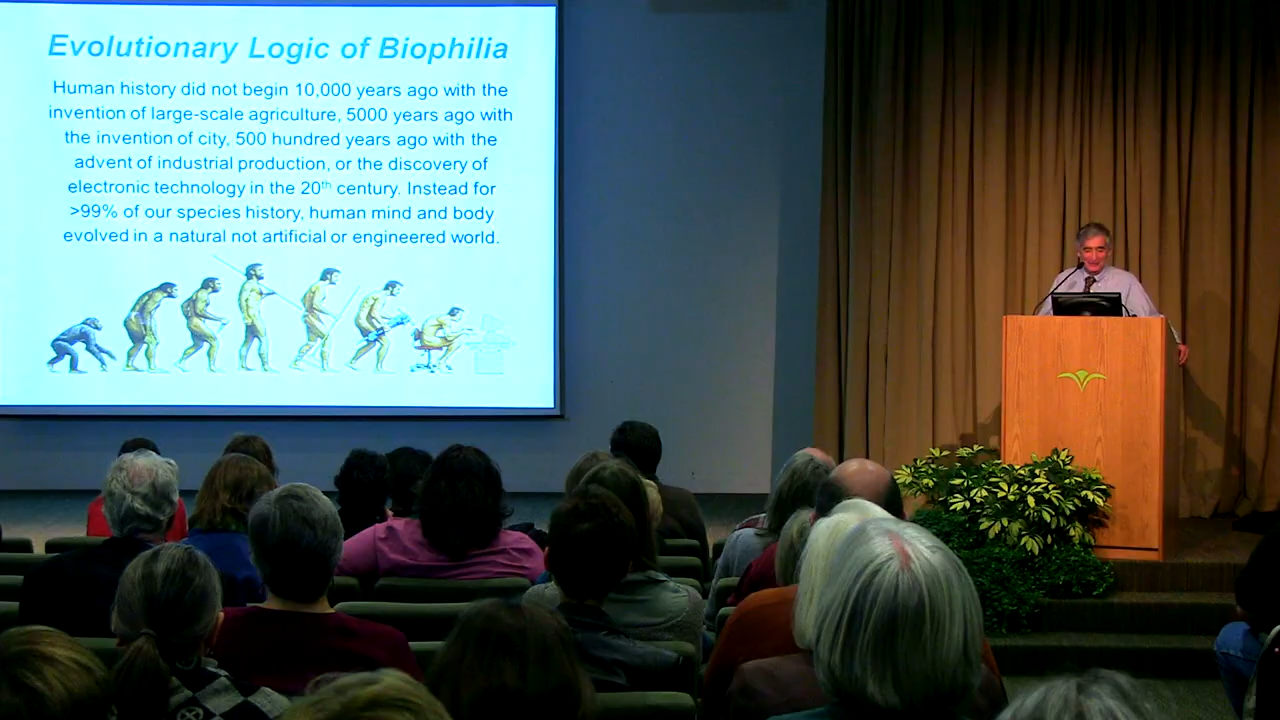 Evolutionary Logic of Biophilia
Human history did not begin 10,000 years ago with the
invention of large-scale agriculture, 5000 years ago with
the invention of city, 500 hundred years ago with the
advent of industrial production, or the discovery of
electronic technology in the 20th century. Instead for
>99% of our species history, human mind and body
evolved in a natural not artificial or engineered world.